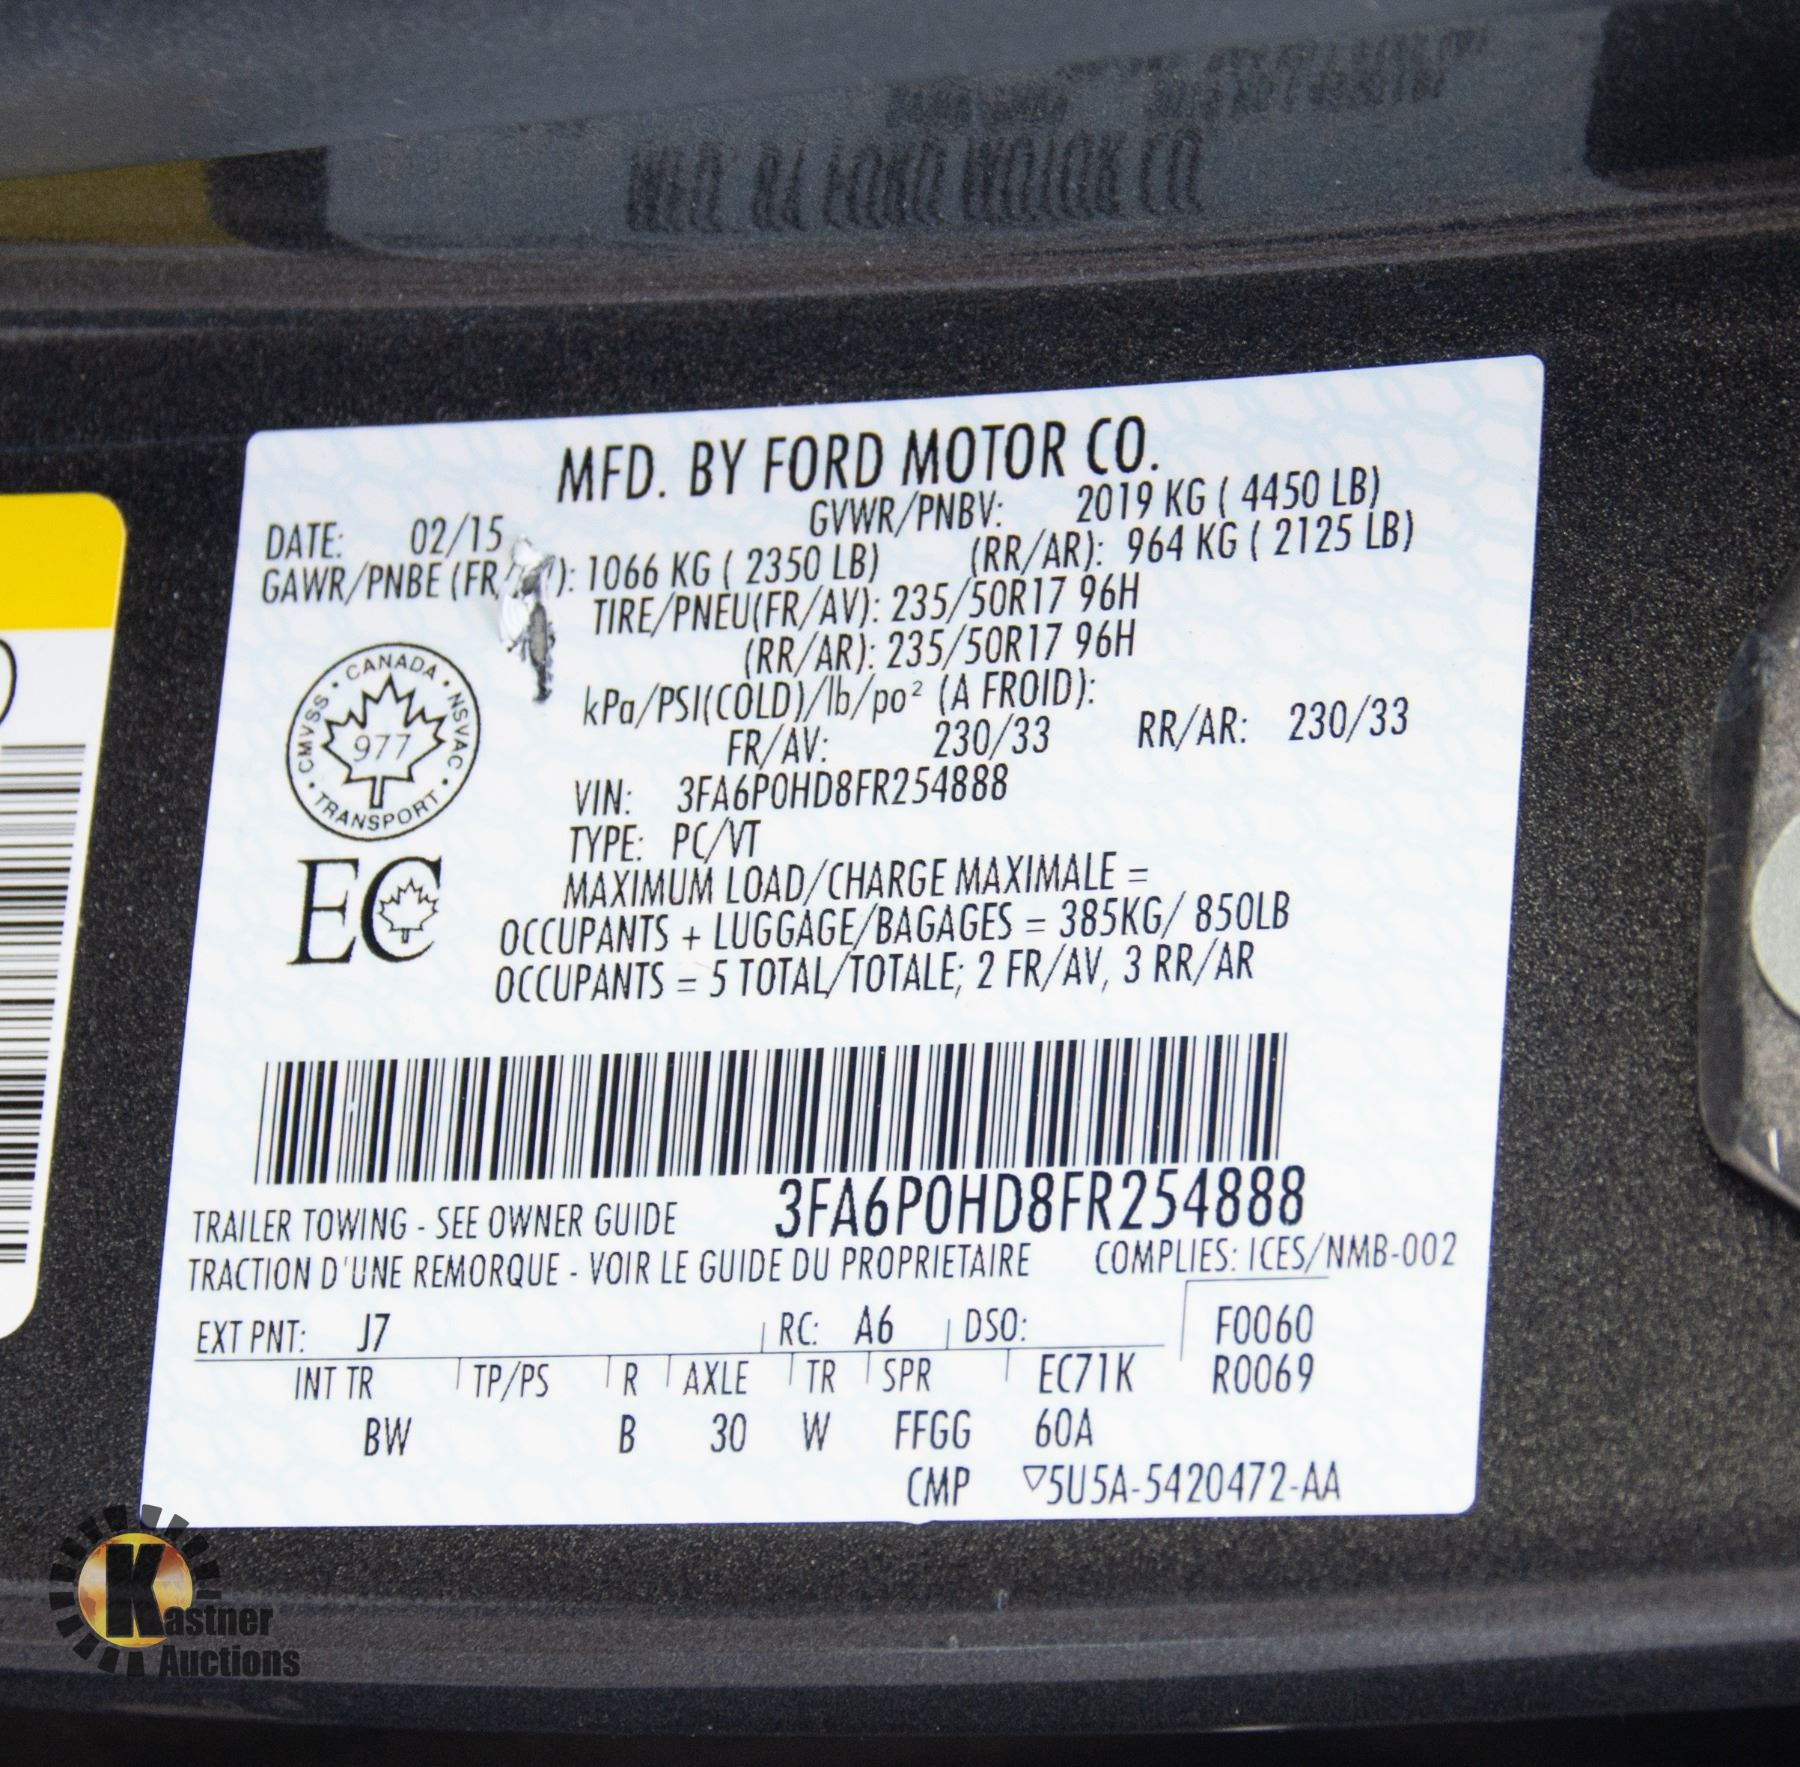 MFD. BY FORD MOTOR CO.
DATE: 02/15 GVWR/PNBV: 2019 KG ( 4450 LB)
GAWR/PNBE (FR/ ): 1066 KG ( 2350 LB) (RR/AR): 964 KG ( 2125 LB)
TIRE/PNEU(FR/AV): 235/50R17 96H
(RR/AR): 235/50R17 96H
kPa/PSI(COLD)/lb/po² (A FROID):
FR/AV: 230/33 RR/AR: 230/33
VIN: 3FA6P0HD8FR254888
TYPE: PC/VT
MAXIMUM LOAD/CHARGE MAXIMALE =
OCCUPANTS + LUGGAGE/BAGAGES = 385KG/ 850LB
OCCUPANTS = 5 TOTAL/TOTALE; 2 FR/AV, 3 RR/AR
CMVSS • CANADA • NSVAC • TRANSPORT •
977
EC
3FA6P0HD8FR254888
TRAILER TOWING - SEE OWNER GUIDE
TRACTION D'UNE REMORQUE - VOIR LE GUIDE DU PROPRIETAIRE COMPLIES: ICES/NMB-002
EXT PNT: J7 RC: A6 DSO: F0060
INT TR TP/PS R AXLE TR SPR EC71K R0069
BW B 30 W FFGG 60A
CMP ▽5U5A-5420472-AA
Kastner
Auctions